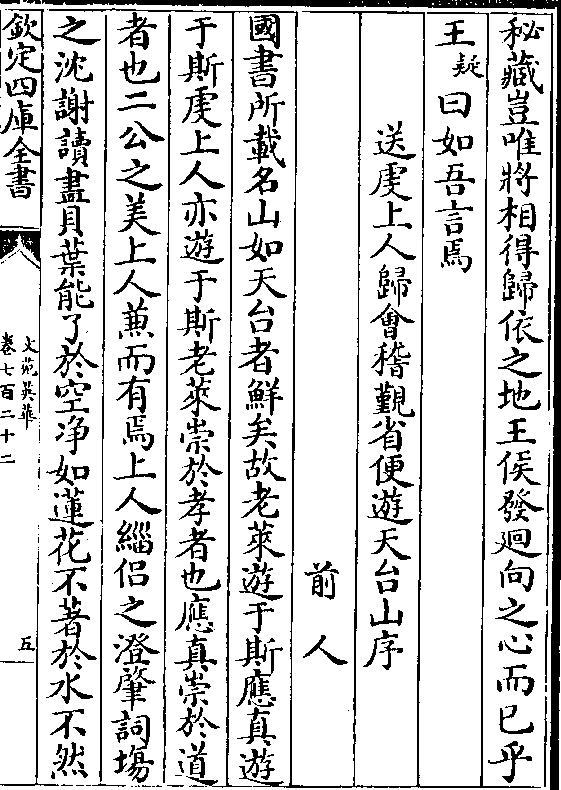 秘藏豈唯將相得歸依之地王侯發迴向之心而已乎
王疑曰如吾言焉
送虔上人歸會稽覲省便遊天台山序
前人
國書所載名山如天台者鮮矣故老萊遊于斯應真遊
于斯虔上人亦遊于斯老萊崇於孝者也應真崇於道
者也二公之美上人兼而有焉上人緇侣之澄肇詞場
之沈謝讀盡貝葉能了於空净如蓮花不著於水不然
欽定四庫全書
文苑英華
卷七百二十二
五